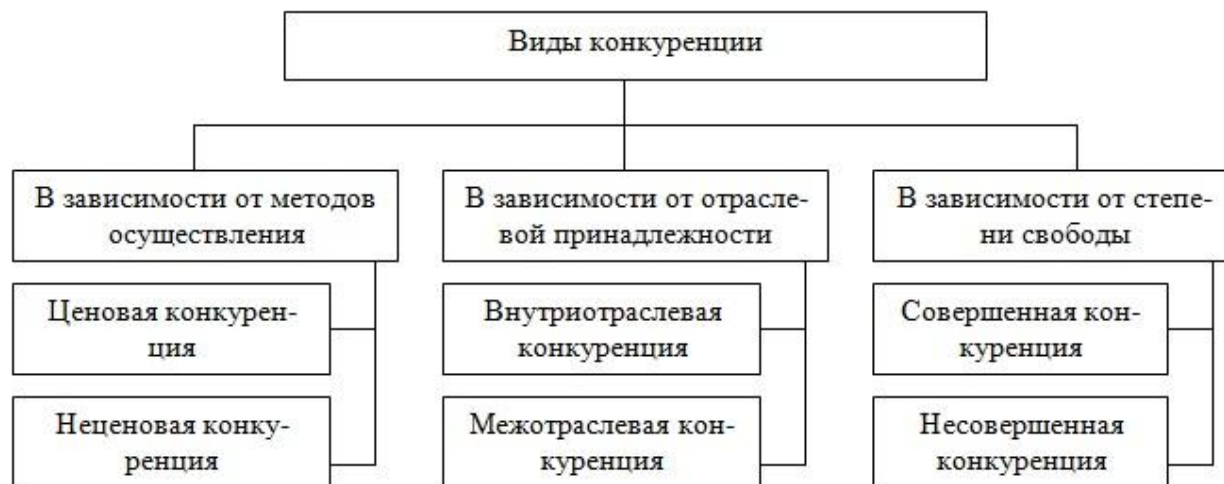 Виды конкуренции
В зависимости от методов
осуществления
В зависимости от отрасле-
вой принадлежности
В зависимости от степе-
ни свободы
Ценовая конкурен-
ция
Внутриотраслевая
конкуренция
Совершенная кон-
куренция
Неценовая конку-
ренция
Межотраслевая кон-
куренция
Несовершенная
конкуренция